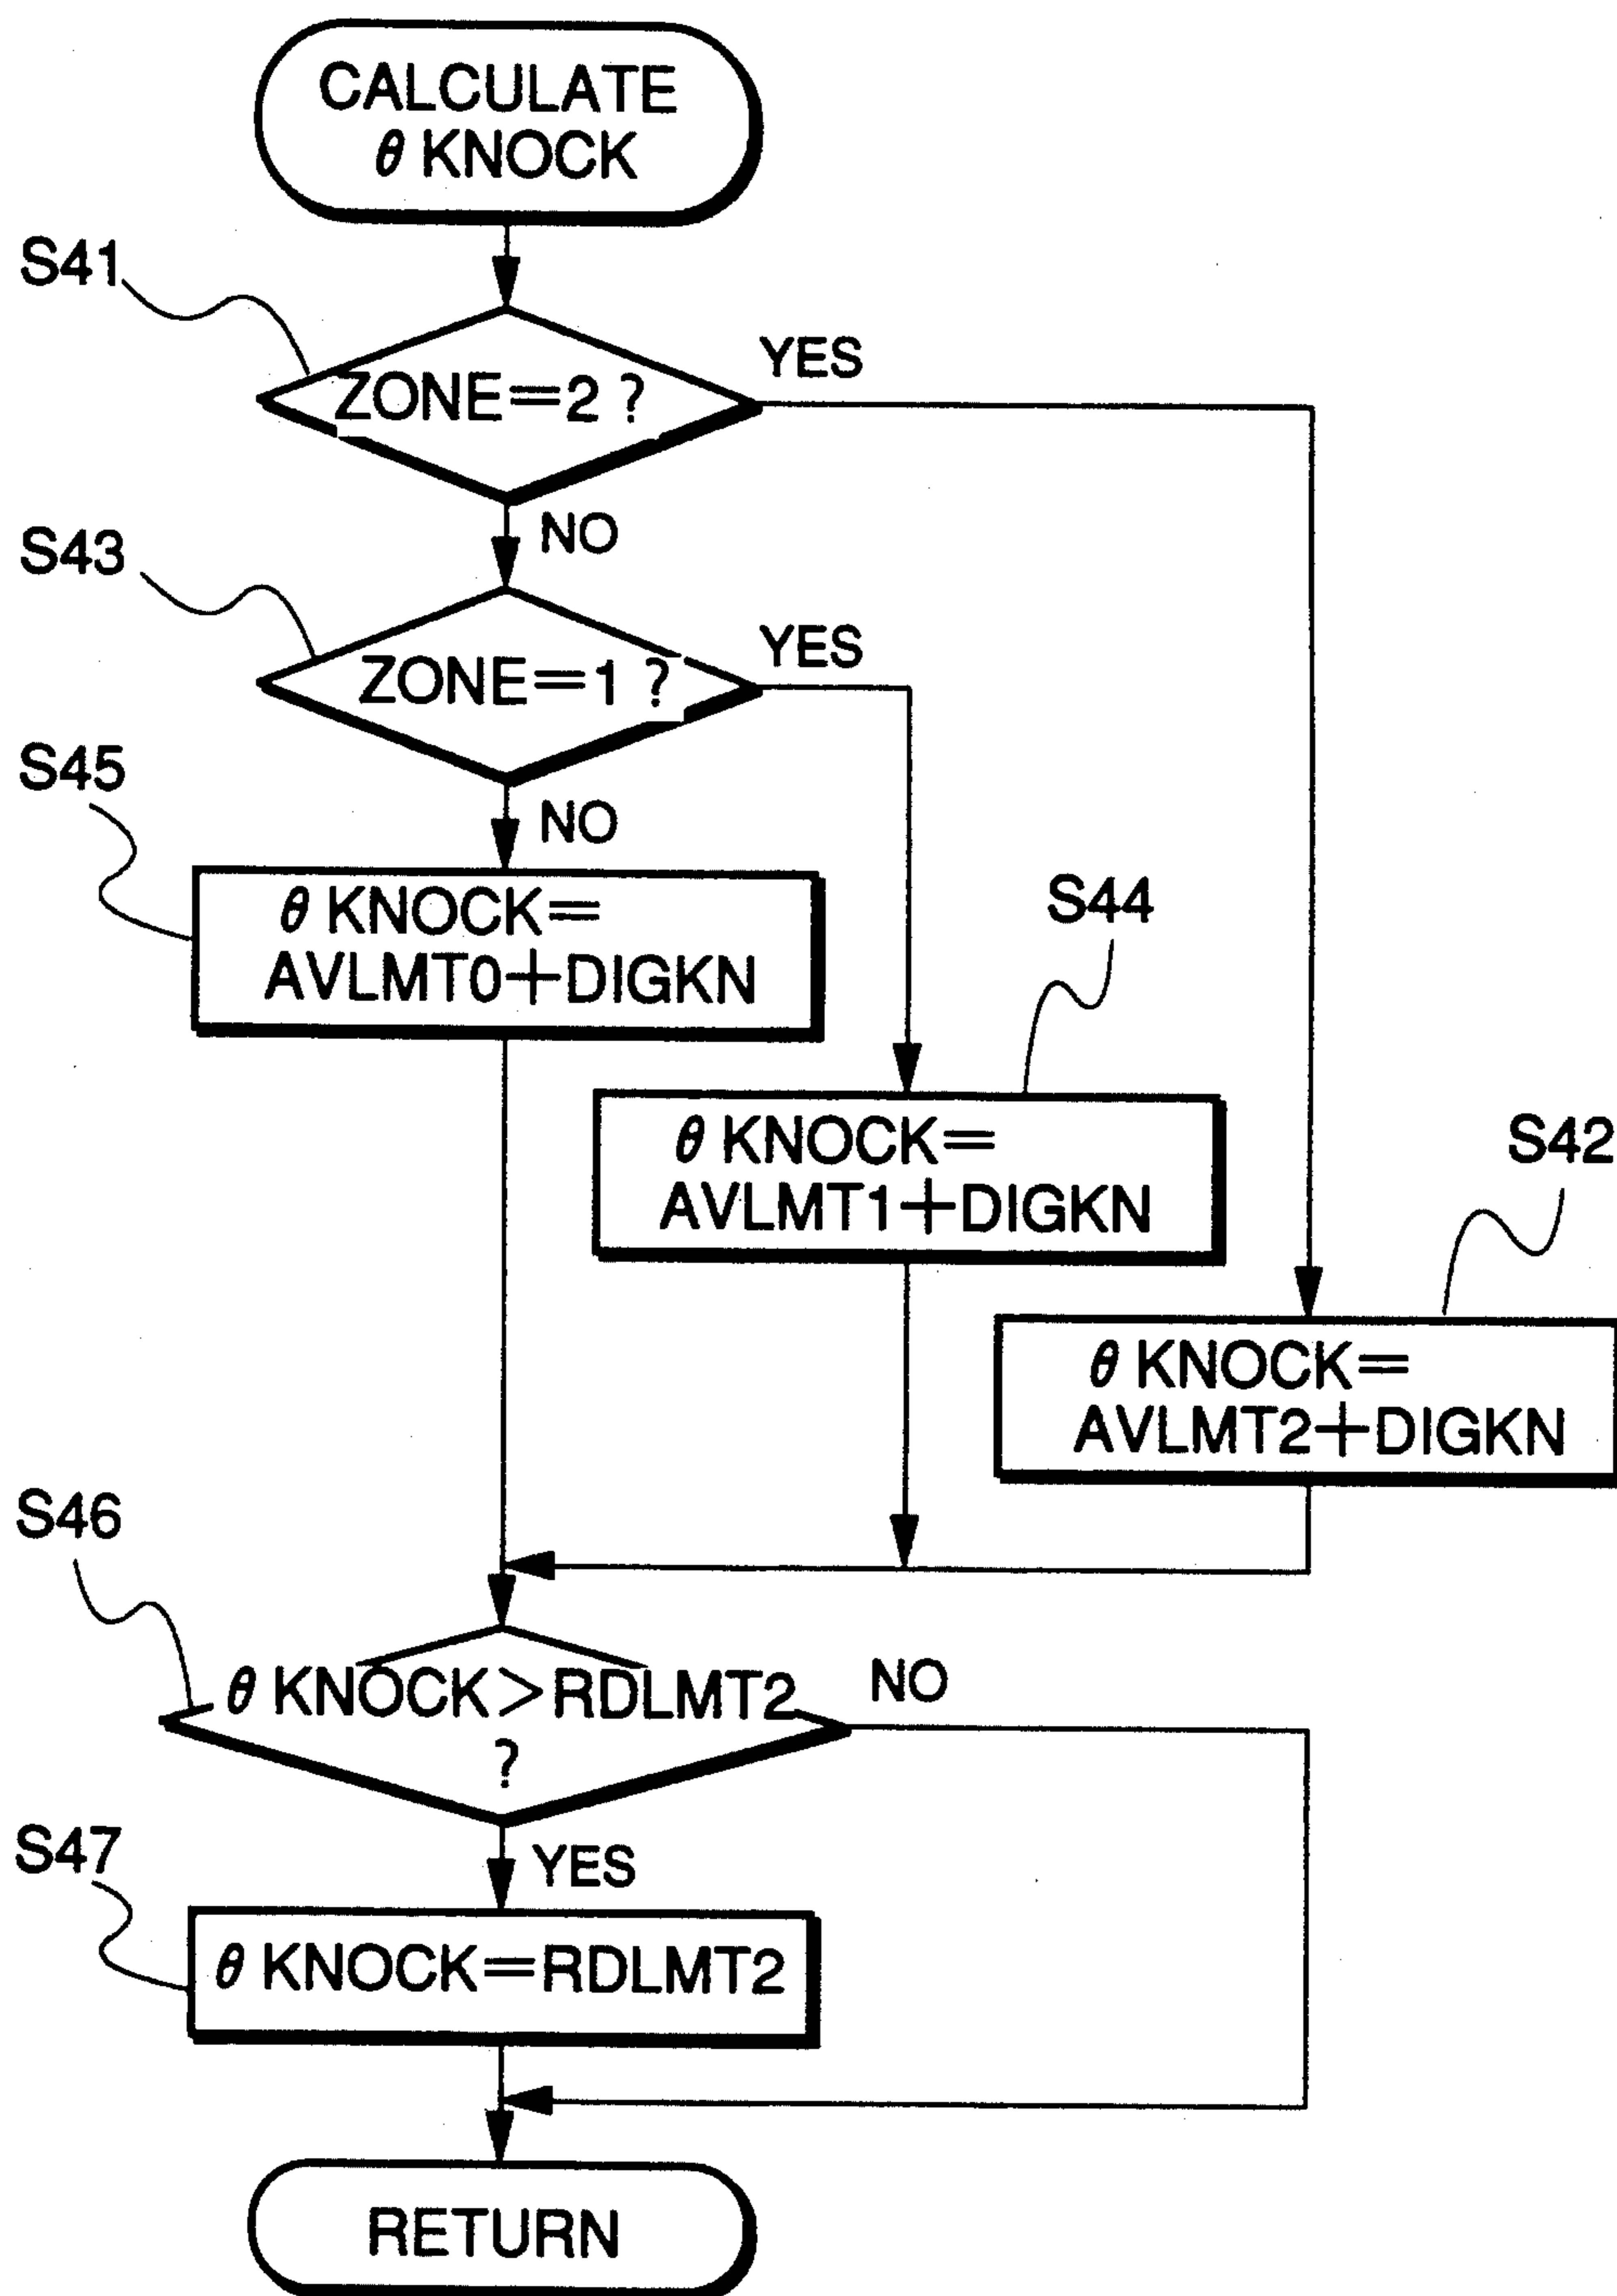 CALCULATE
θ KNOCK
S41
ZONE=2 ?
YES
NO
S43
ZONE=1 ?
YES
NO
S45
θ KNOCK=
AVLMT0+DIGKN
S44
θ KNOCK=
AVLMT1+DIGKN
S42
θ KNOCK=
AVLMT2+DIGKN
S46
θ KNOCK>RDLMT2
?
NO
YES
S47
θ KNOCK=RDLMT2
RETURN